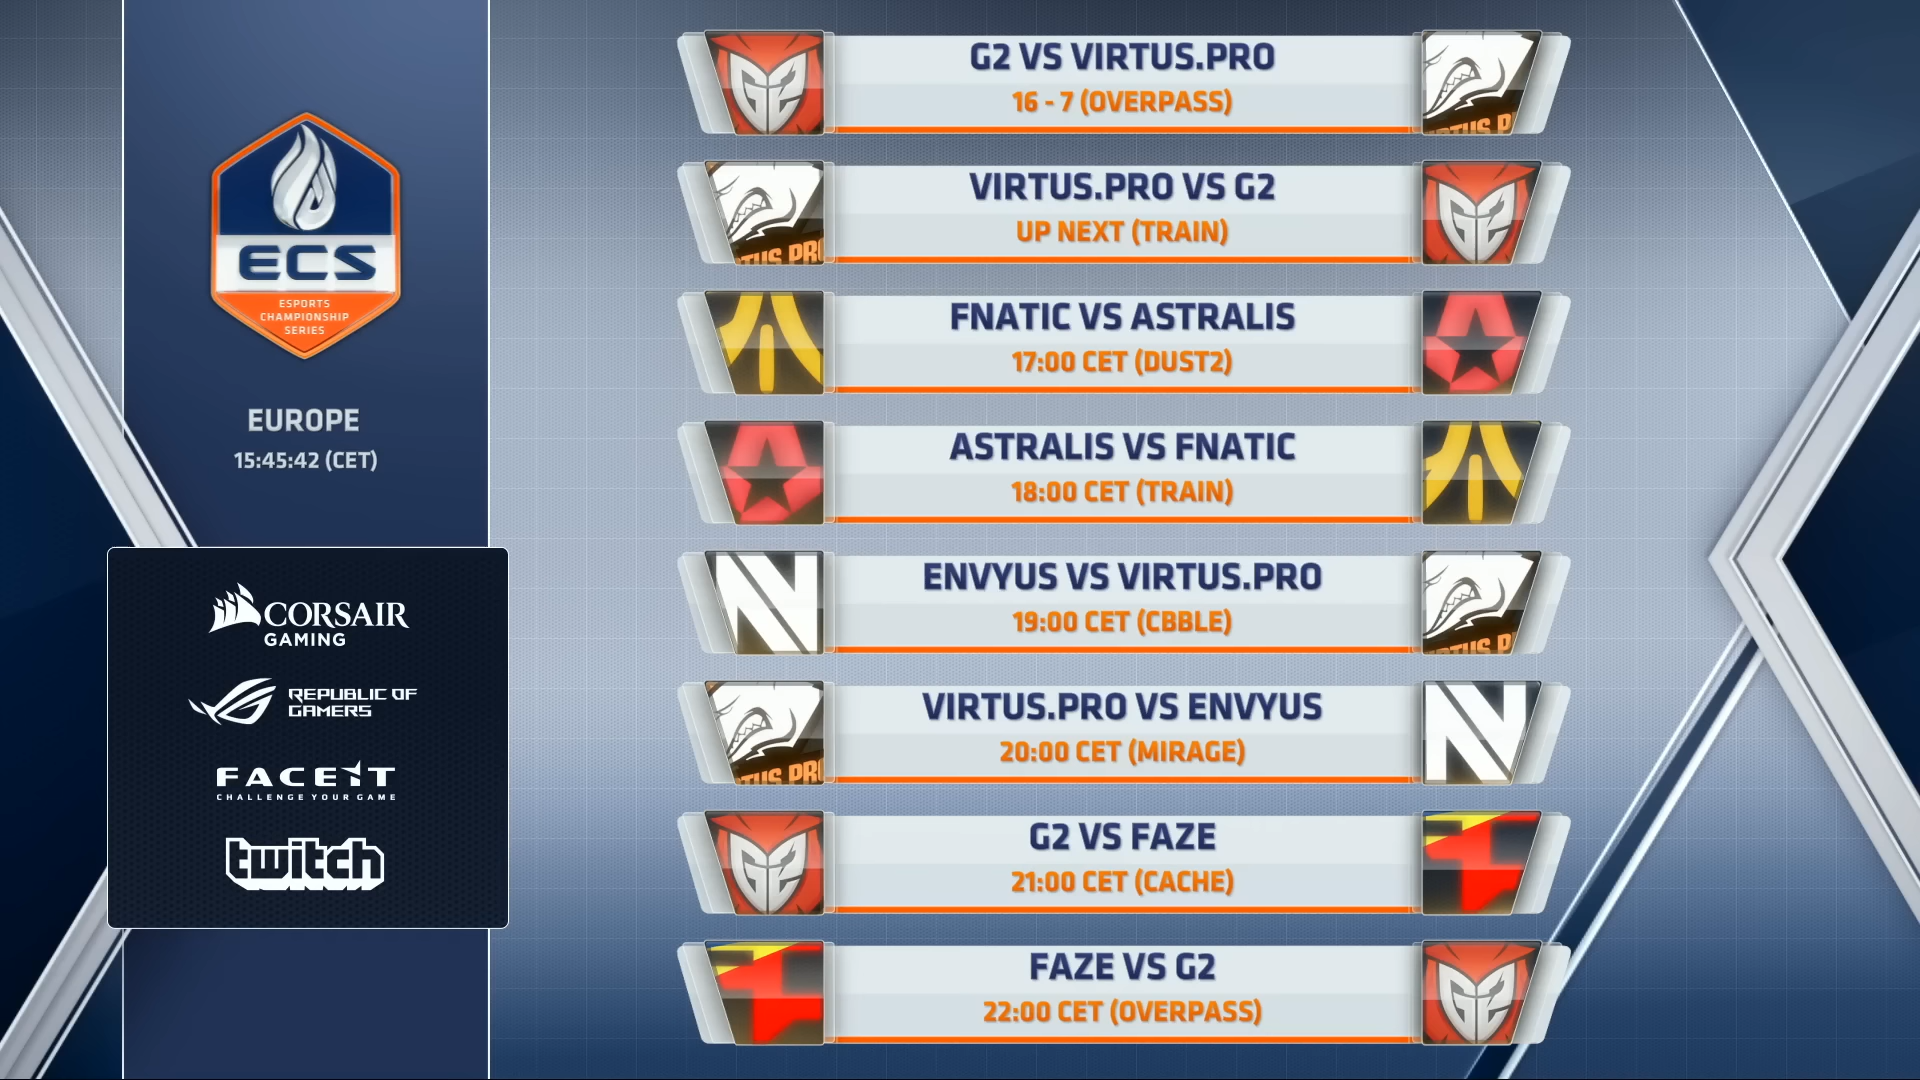 ECS
ESPORTS
CHAMPIONSHIP
SERIES
EUROPE
15:45:42 (CET)
CORSAIR
GAMING
REPUBLIC OF
GAMERS
FACEIT
CHALLENGE YOUR GAME
twitch
G2 VS VIRTUS.PRO
16 - 7 (OVERPASS)
VIRTUS.PRO VS G2
UP NEXT (TRAIN)
FNATIC VS ASTRALIS
17:00 CET (DUST2)
ASTRALIS VS FNATIC
18:00 CET (TRAIN)
ENVYUS VS VIRTUS.PRO
19:00 CET (CBBLE)
VIRTUS.PRO VS ENVYUS
20:00 CET (MIRAGE)
G2 VS FAZE
21:00 CET (CACHE)
FAZE VS G2
22:00 CET (OVERPASS)